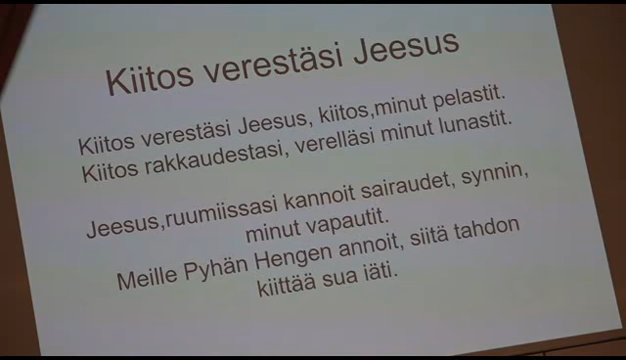 Kiitos verestäsi Jeesus
Kiitos verestäsi Jeesus, kiitos,minut pelastit.
Kiitos rakkaudestasi, verelläsi minut lunastit.
Jeesus,ruumiissasi kannoit sairaudet, synnin,
minut vapautit.
Meille Pyhän Hengen annoit, siitä tahdon
kiittää sua iäti.